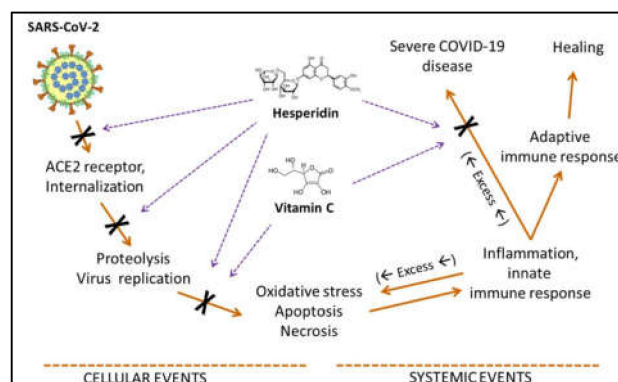 SARS-CoV-2
Severe COVID-19
disease
Healing
Hesperidin
ACE2 receptor,
Internalization
Adaptive
immune response
(← Excess ←)
Vitamin C
Proteolysis
Virus replication
(← Excess ←)
Inflammation,
innate
immune response
Oxidative stress
Apoptosis
Necrosis
CELLULAR EVENTS
SYSTEMIC EVENTS